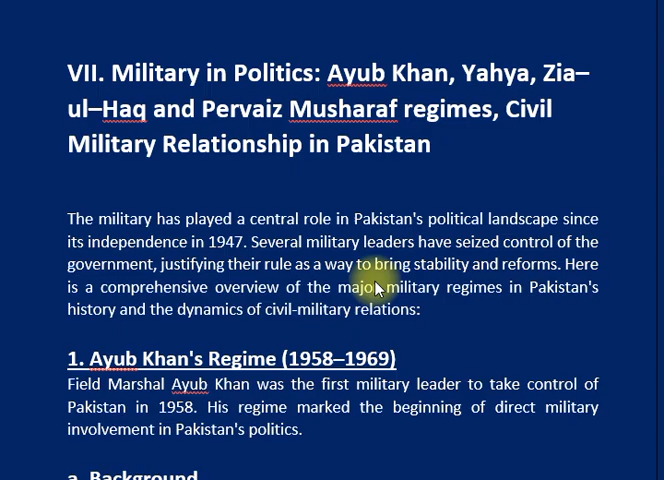 VII. Military in Politics: Ayub Khan, Yahya, Zia–
ul–Haq and Pervaiz Musharaf regimes, Civil
Military Relationship in Pakistan
The military has played a central role in Pakistan's political landscape since
its independence in 1947. Several military leaders have seized control of the
government, justifying their rule as a way to bring stability and reforms. Here
is a comprehensive overview of the major military regimes in Pakistan's
history and the dynamics of civil-military relations:
1. Ayub Khan's Regime (1958–1969)
Field Marshal Ayub Khan was the first military leader to take control of
Pakistan in 1958. His regime marked the beginning of direct military
involvement in Pakistan's politics.
a. Background